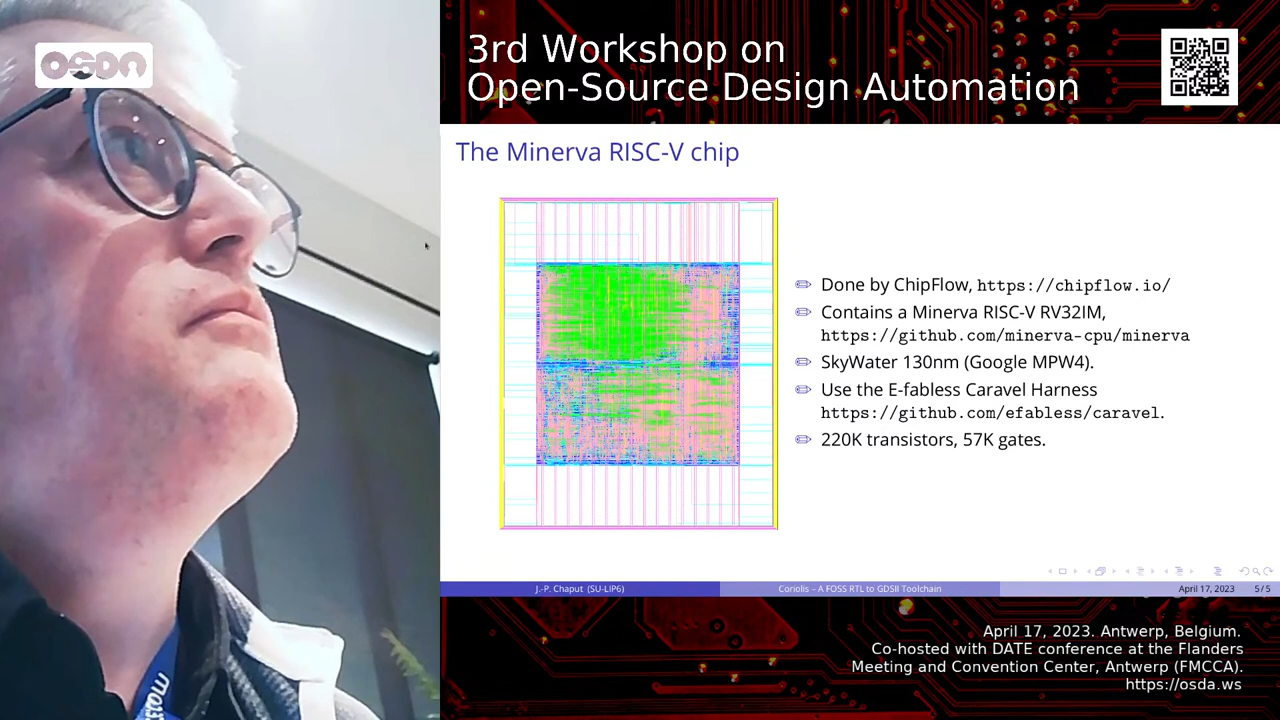 OSDA
3rd Workshop on
Open-Source Design Automation
The Minerva RISC-V chip
Done by ChipFlow, https://chipflow.io/
Contains a Minerva RISC-V RV32IM,
https://github.com/minerva-cpu/minerva
SkyWater 130nm (Google MPW4).
Use the E-fabless Caravel Harness
https://github.com/efabless/caravel.
220K transistors, 57K gates.
J.-P. Chaput (SU-LIP6)
Coriolis – A FOSS RTL to GDSII Toolchain
April 17, 2023
5/5
April 17, 2023. Antwerp, Belgium.
Co-hosted with DATE conference at the Flanders
Meeting and Convention Center, Antwerp (FMCCA).
https://osda.ws